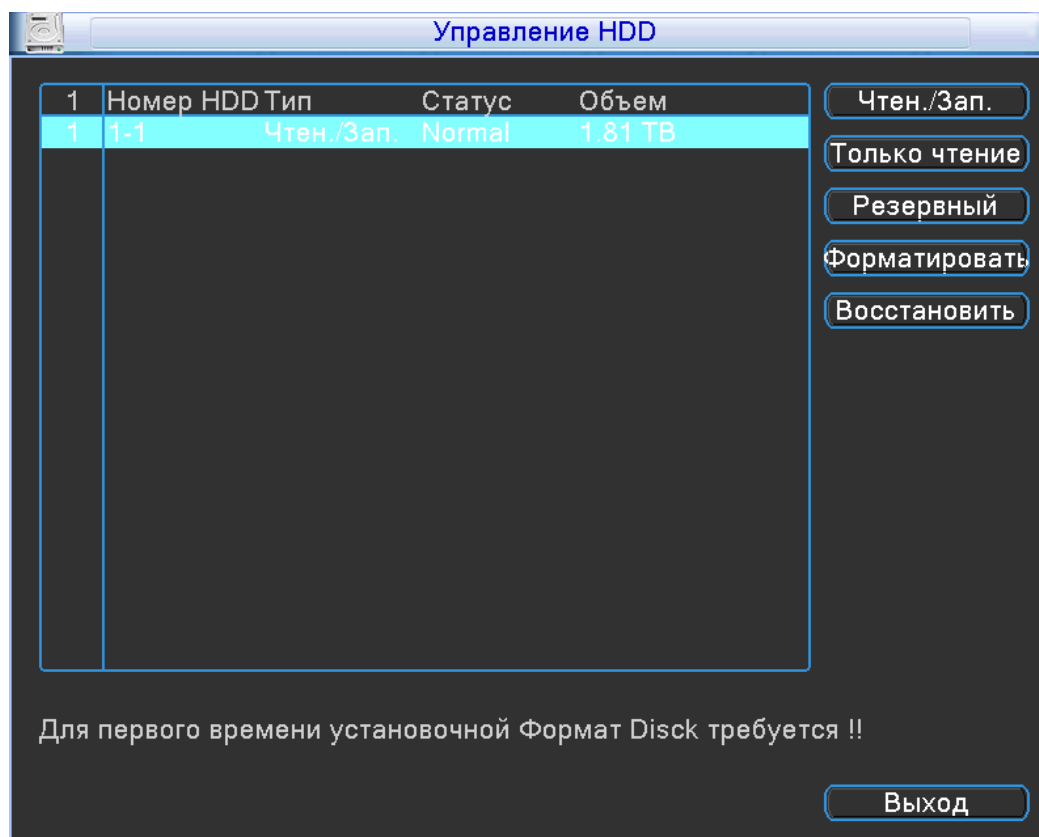 Управление HDD
1 Номер HDD Тип Статус Объем
1 1-1 Чтен./Зап. Normal 1.81 TB
Чтен./Зап.
Только чтение
Резервный
Форматировать
Восстановить
Для первого времени установочной Формат Disck требуется !!
Выход